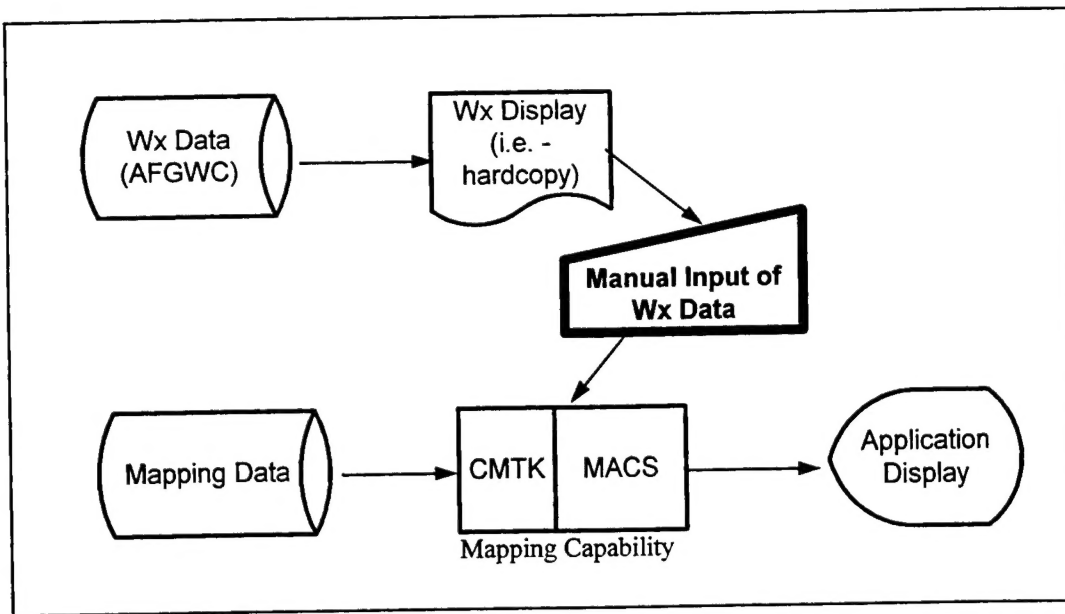 Wx Data
(AFGWC)
Wx Display
(i.e. -
hardcopy)
Manual Input of
Wx Data
Mapping Data
CMTK
MACS
Mapping Capability
Application
Display